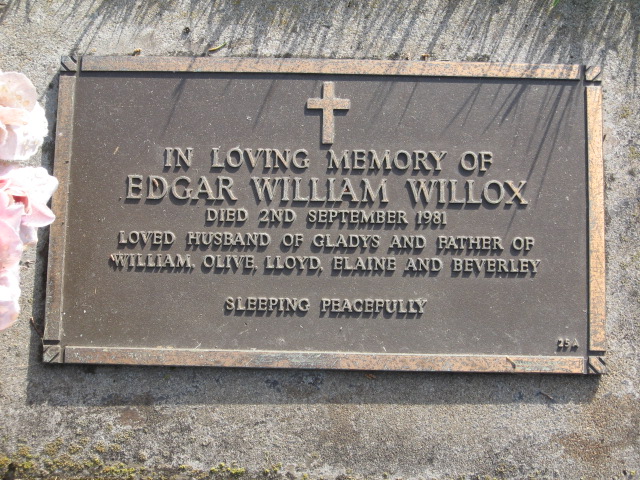 IN LOVING MEMORY OF
EDGAR WILLIAM WILLOX
DIED 2ND SEPTEMBER 1981
LOVED HUSBAND OF GLADYS AND FATHER OF
WILLIAM, OLIVE, LLOYD, ELAINE AND BEVERLEY
SLEEPING PEACEFULLY